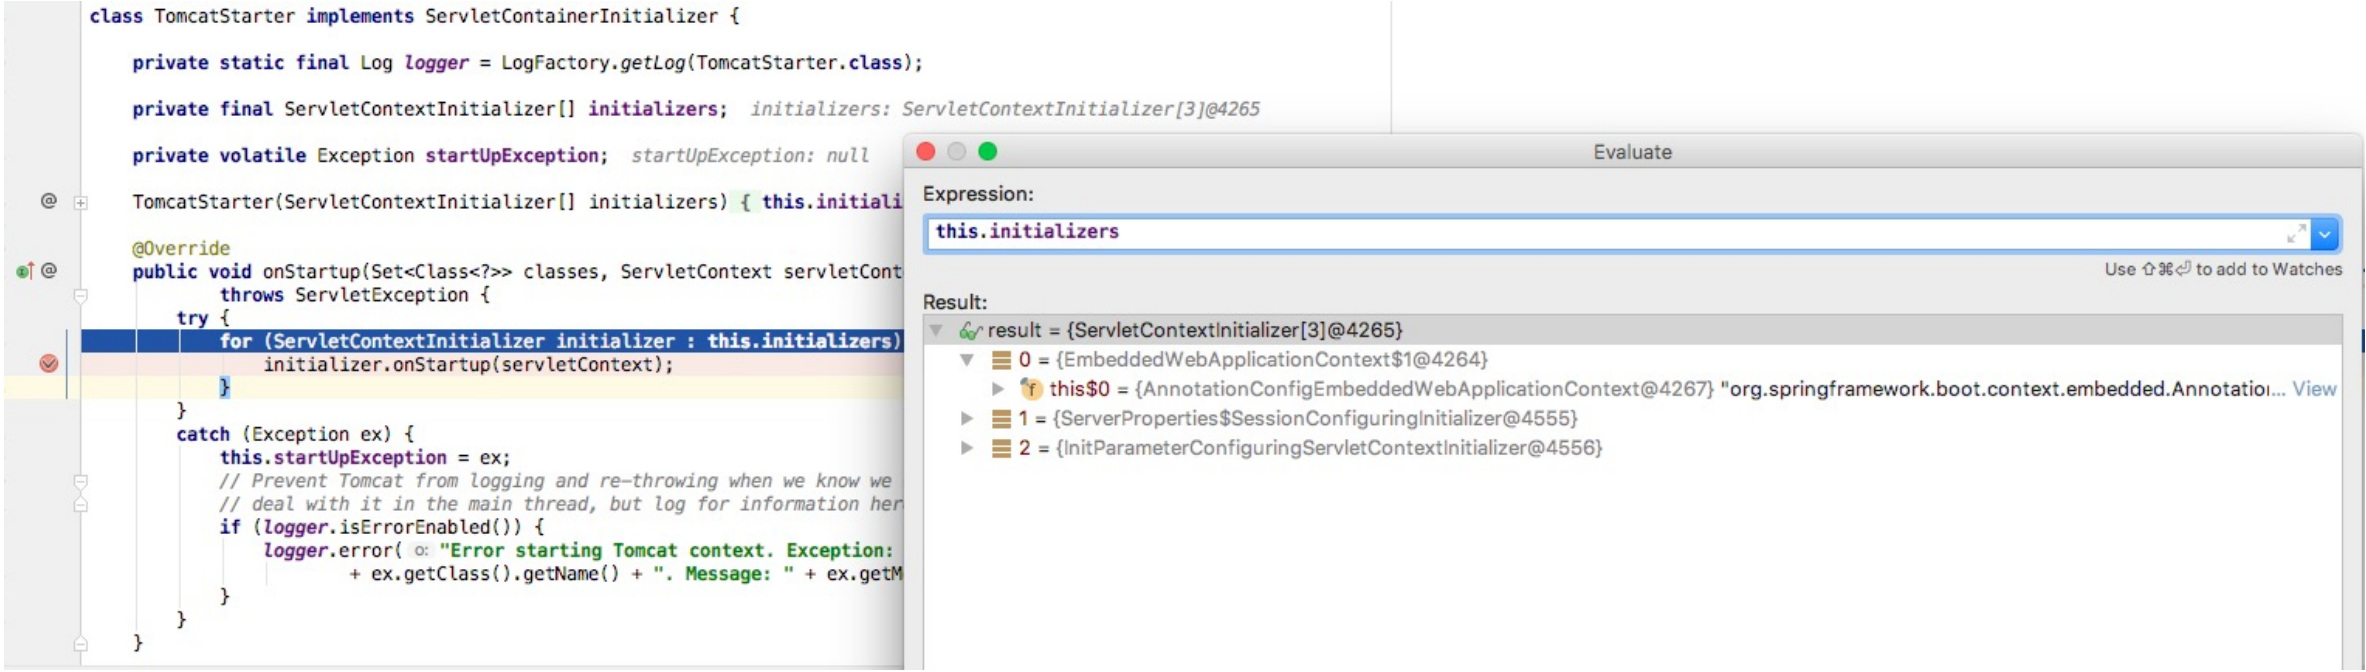 class TomcatStarter implements ServletContainerInitializer {
private static final Log logger = LogFactory.getLog(TomcatStarter.class);
private final ServletContextInitializer[] initializers; initializers: ServletContextInitializer[3]@4265
private volatile Exception startUpException; startUpException: null
@ TomcatStarter(ServletContextInitializer[] initializers) { this.initiali
@Override
@ public void onStartup(Set<Class<?>> classes, ServletContext servletCont
throws ServletException {
try {
for (ServletContextInitializer initializer : this.initializers)
initializer.onStartup(servletContext);
}
}
catch (Exception ex) {
this.startUpException = ex;
// Prevent Tomcat from logging and re-throwing when we know we
// deal with it in the main thread, but log for information her
if (logger.isErrorEnabled()) {
logger.error( o: "Error starting Tomcat context. Exception:
+ ex.getClass().getName() + ". Message: " + ex.getM
}
}
}
Evaluate
Expression:
this.initializers
Use ⇧⌘⏎ to add to Watches
Result:
result = {ServletContextInitializer[3]@4265}
0 = {EmbeddedWebApplicationContext$1@4264}
f this$0 = {AnnotationConfigEmbeddedWebApplicationContext@4267} "org.springframework.boot.context.embedded.Annotatio... View
1 = {ServerProperties$SessionConfiguringInitializer@4555}
2 = {InitParameterConfiguringServletContextInitializer@4556}